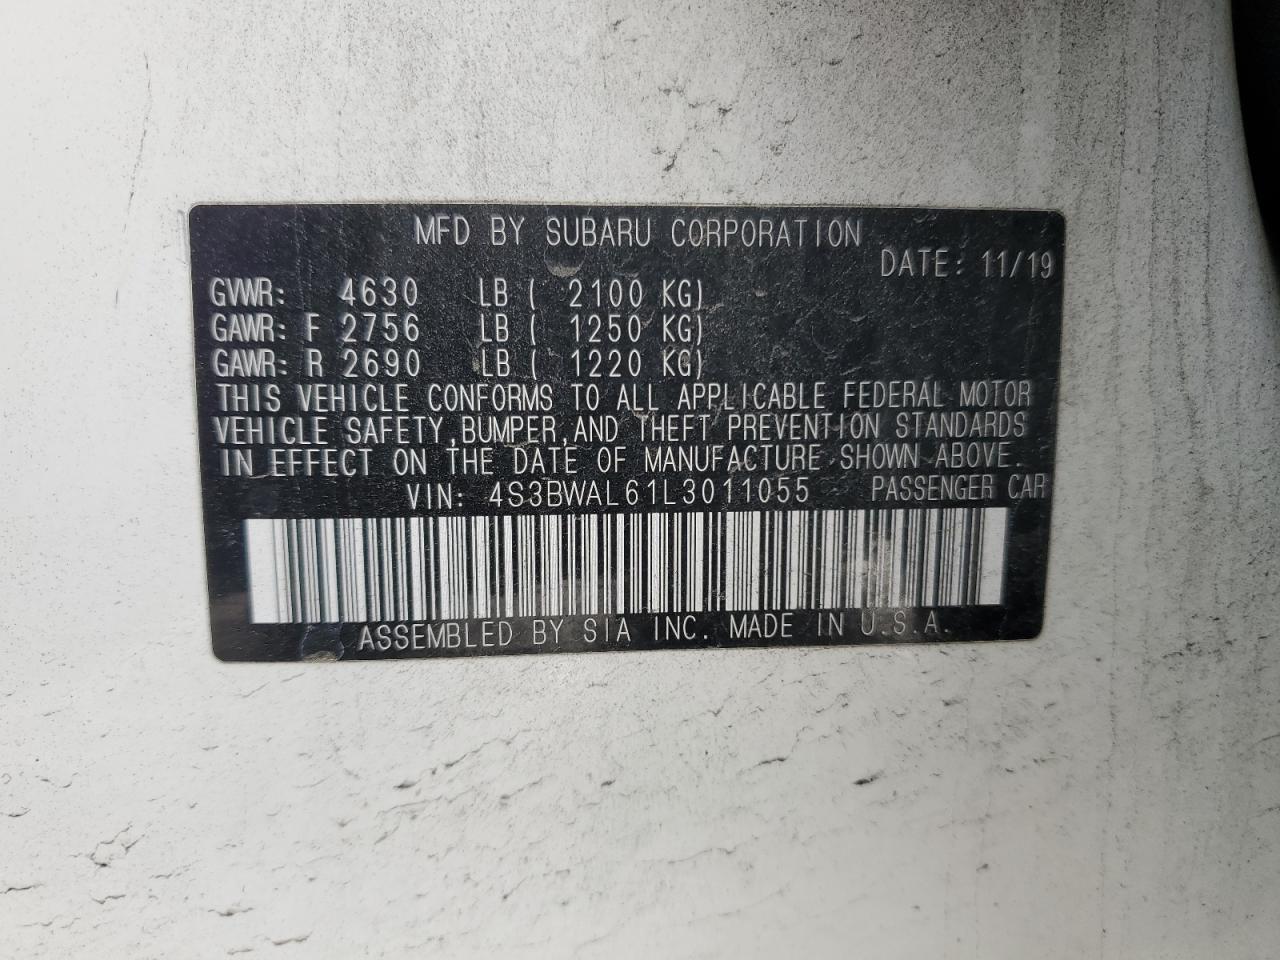 MFD BY SUBARU CORPORATION
DATE: 11/19
GVWR: 4630 LB ( 2100 KG)
GAWR: F 2756 LB ( 1250 KG)
GAWR: R 2690 LB ( 1220 KG)
THIS VEHICLE CONFORMS TO ALL APPLICABLE FEDERAL MOTOR
VEHICLE SAFETY,BUMPER,AND THEFT PREVENTION STANDARDS
IN EFFECT ON THE DATE OF MANUFACTURE SHOWN ABOVE.
VIN: 4S3BWAL61L3011055 PASSENGER CAR
ASSEMBLED BY SIA INC. MADE IN U.S.A.